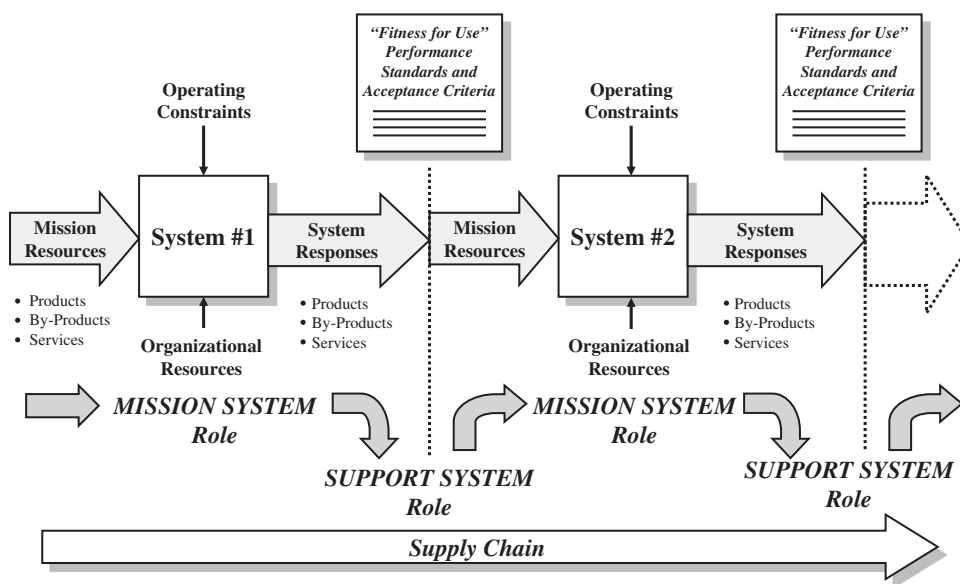 “Fitness for Use”
Performance
Standards and
Acceptance Criteria
“Fitness for Use”
Performance
Standards and
Acceptance Criteria
Operating
Constraints
Operating
Constraints
Mission
Resources
System #1
System
Responses
Mission
Resources
System #2
System
Responses
• Products
• By-Products
• Services
• Products
• By-Products
• Services
• Products
• By-Products
• Services
Organizational
Resources
Organizational
Resources
MISSION SYSTEM
Role
MISSION SYSTEM
Role
SUPPORT SYSTEM
Role
SUPPORT SYSTEM
Role
Supply Chain